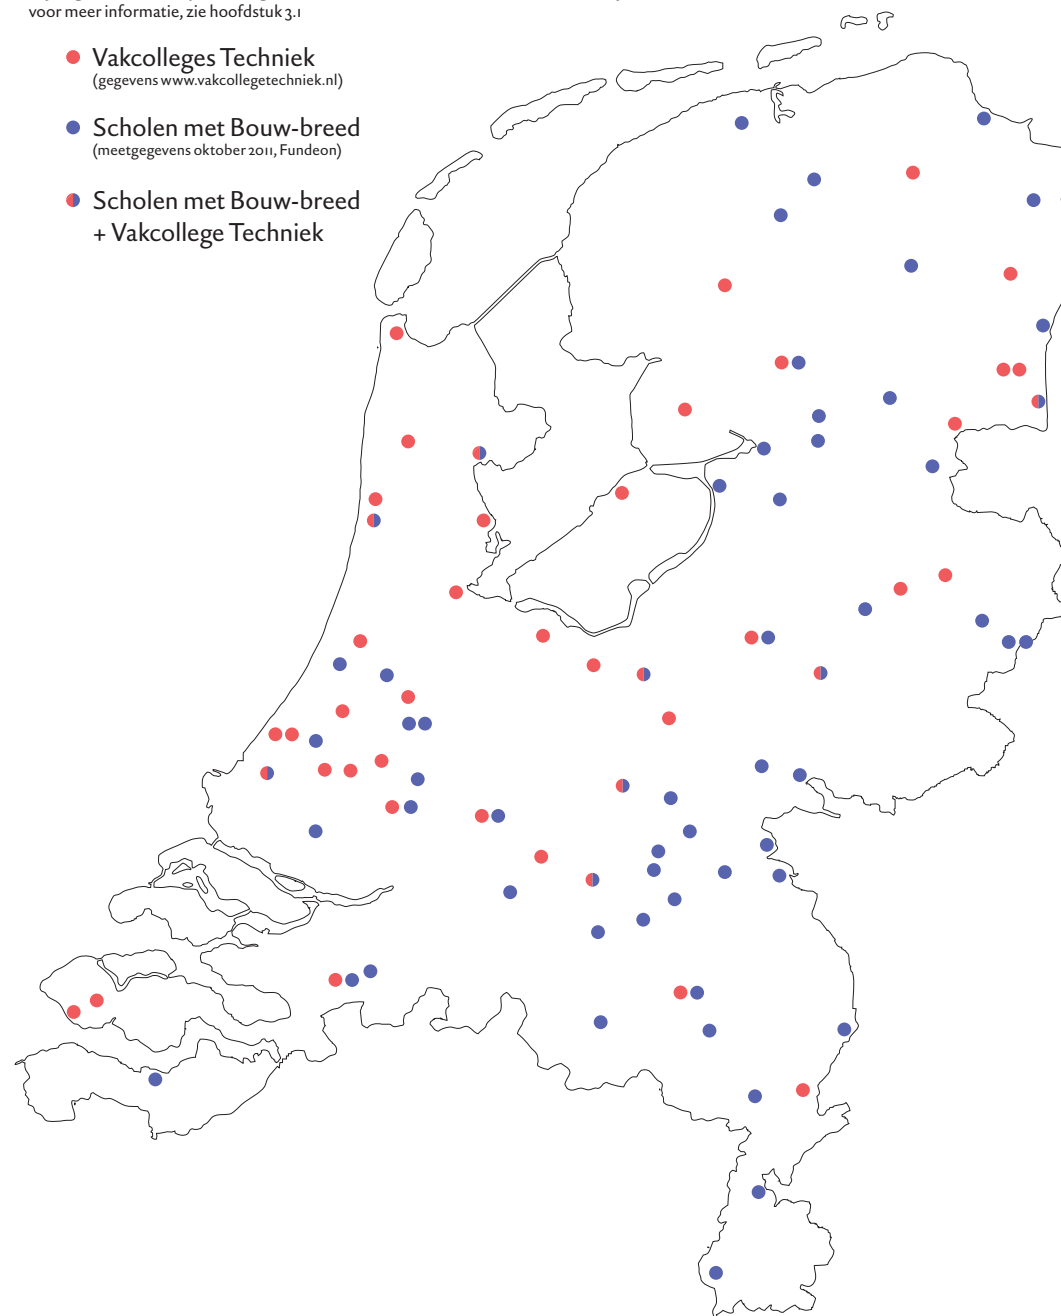 voor meer informatie, zie hoofdstuk 3.1
Vakcolleges Techniek
(gegevens www.vakcollegetechniek.nl)
Scholen met Bouw-breed
(meetgegevens oktober 2011, Fundeon)
Scholen met Bouw-breed
+ Vakcollege Techniek